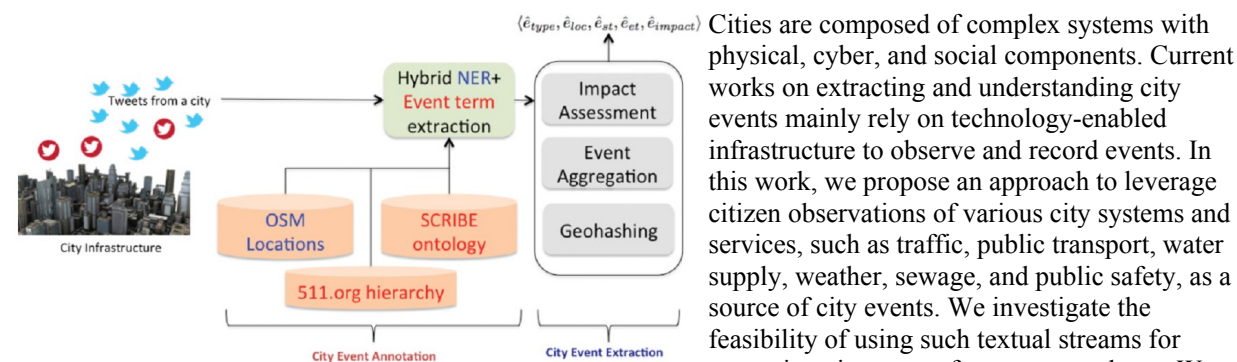 ⟨ê_type, ê_loc, ê_st, ê_et, ê_impact⟩
Tweets from a city
City Infrastructure
Hybrid NER+
Event term
extraction
OSM
Locations
SCRIBE
ontology
511.org hierarchy
City Event Annotation
Impact
Assessment
Event
Aggregation
Geohashing
City Event Extraction
Cities are composed of complex systems with
physical, cyber, and social components. Current
works on extracting and understanding city
events mainly rely on technology-enabled
infrastructure to observe and record events. In
this work, we propose an approach to leverage
citizen observations of various city systems and
services, such as traffic, public transport, water
supply, weather, sewage, and public safety, as a
source of city events. We investigate the
feasibility of using such textual streams for